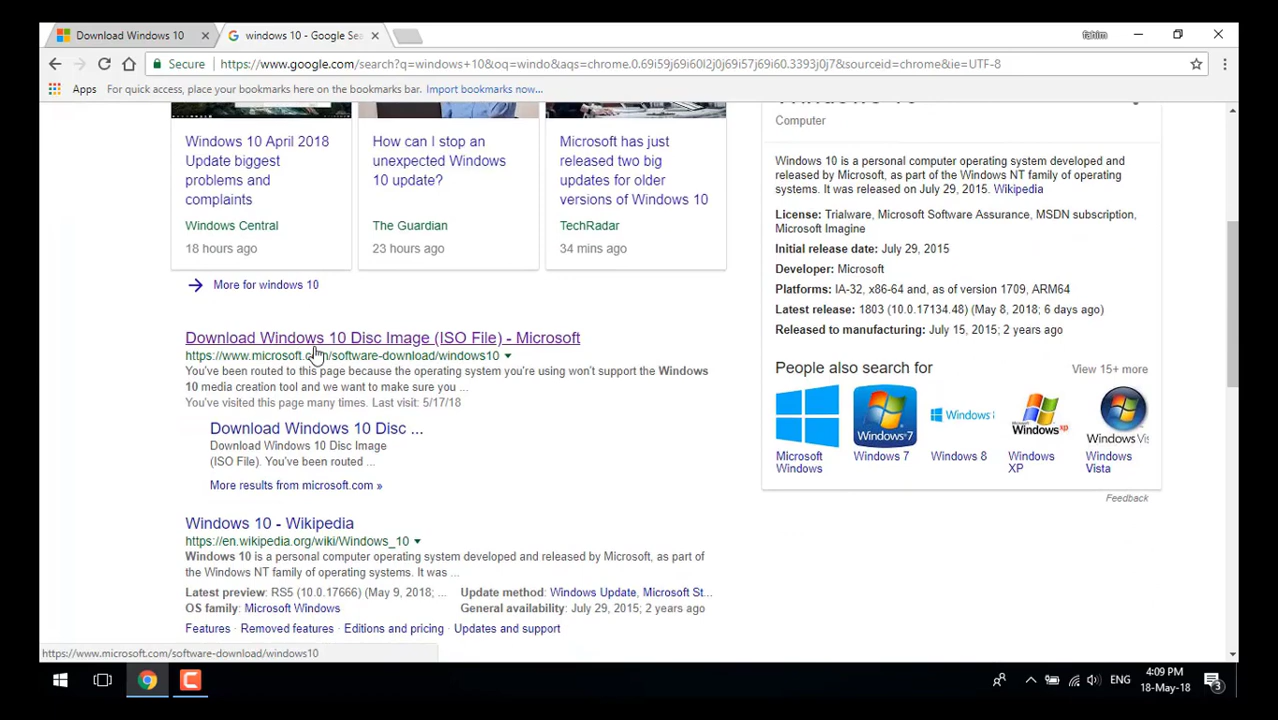 Download Windows 10
windows 10 - Google Sea
fahim
Secure
https://www.google.com/search?q=windows+10&oq=windo&aqs=chrome.0.69i59j69i60l2j0j69i57j69i60.3393j0j7&sourceid=chrome&ie=UTF-8
Apps
For quick access, place your bookmarks here on the bookmarks bar. Import bookmarks now...
Windows 10 April 2018
Update biggest
problems and
complaints
Windows Central
18 hours ago
How can I stop an
unexpected Windows
10 update?
The Guardian
23 hours ago
Microsoft has just
released two big
updates for older
versions of Windows 10
TechRadar
34 mins ago
More for windows 10
Download Windows 10 Disc Image (ISO File) - Microsoft
https://www.microsoft.com/software-download/windows10
You've been routed to this page because the operating system you're using won't support the Windows
10 media creation tool and we want to make sure you ...
You've visited this page many times. Last visit: 5/17/18
Download Windows 10 Disc ...
Download Windows 10 Disc Image
(ISO File). You've been routed ...
More results from microsoft.com »
Windows 10 - Wikipedia
https://en.wikipedia.org/wiki/Windows_10
Windows 10 is a personal computer operating system developed and released by Microsoft, as part of
the Windows NT family of operating systems. It was ...
Latest preview: RS5 (10.0.17666) (May 9, 2018; ...
Update method: Windows Update, Microsoft St...
OS family: Microsoft Windows
General availability: July 29, 2015; 2 years ago
Features · Removed features · Editions and pricing · Updates and support
Computer
Windows 10 is a personal computer operating system developed and
released by Microsoft, as part of the Windows NT family of operating
systems. It was released on July 29, 2015. Wikipedia
License: Trialware, Microsoft Software Assurance, MSDN subscription,
Microsoft Imagine
Initial release date: July 29, 2015
Developer: Microsoft
Platforms: IA-32, x86-64 and, as of version 1709, ARM64
Latest release: 1803 (10.0.17134.48) (May 8, 2018; 6 days ago)
Released to manufacturing: July 15, 2015; 2 years ago
People also search for
View 15+ more
Windows7
Windows
Windows xp
Windows Vis
Microsoft
Windows
Windows 7
Windows 8
Windows
XP
Windows
Vista
Feedback
https://www.microsoft.com/software-download/windows10
ENG
4:09 PM
18-May-18
3